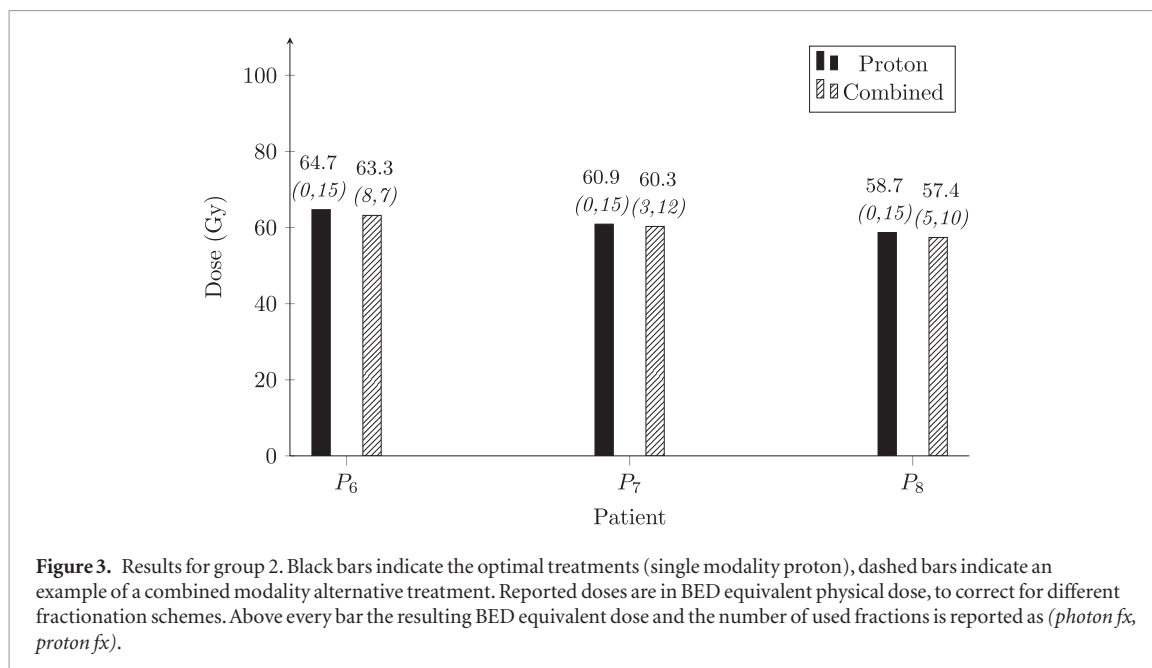 100
80
60
40
20
0
Dose (Gy)
Proton
Combined
64.7
(0,15)
63.3
(8,7)
60.9
(0,15)
60.3
(3,12)
58.7
(0,15)
57.4
(5,10)
P6
P7
P8
Patient
Figure 3. Results for group 2. Black bars indicate the optimal treatments (single modality proton), dashed bars indicate an
example of a combined modality alternative treatment. Reported doses are in BED equivalent physical dose, to correct for different
fractionation schemes. Above every bar the resulting BED equivalent dose and the number of used fractions is reported as (photon fx,
proton fx).